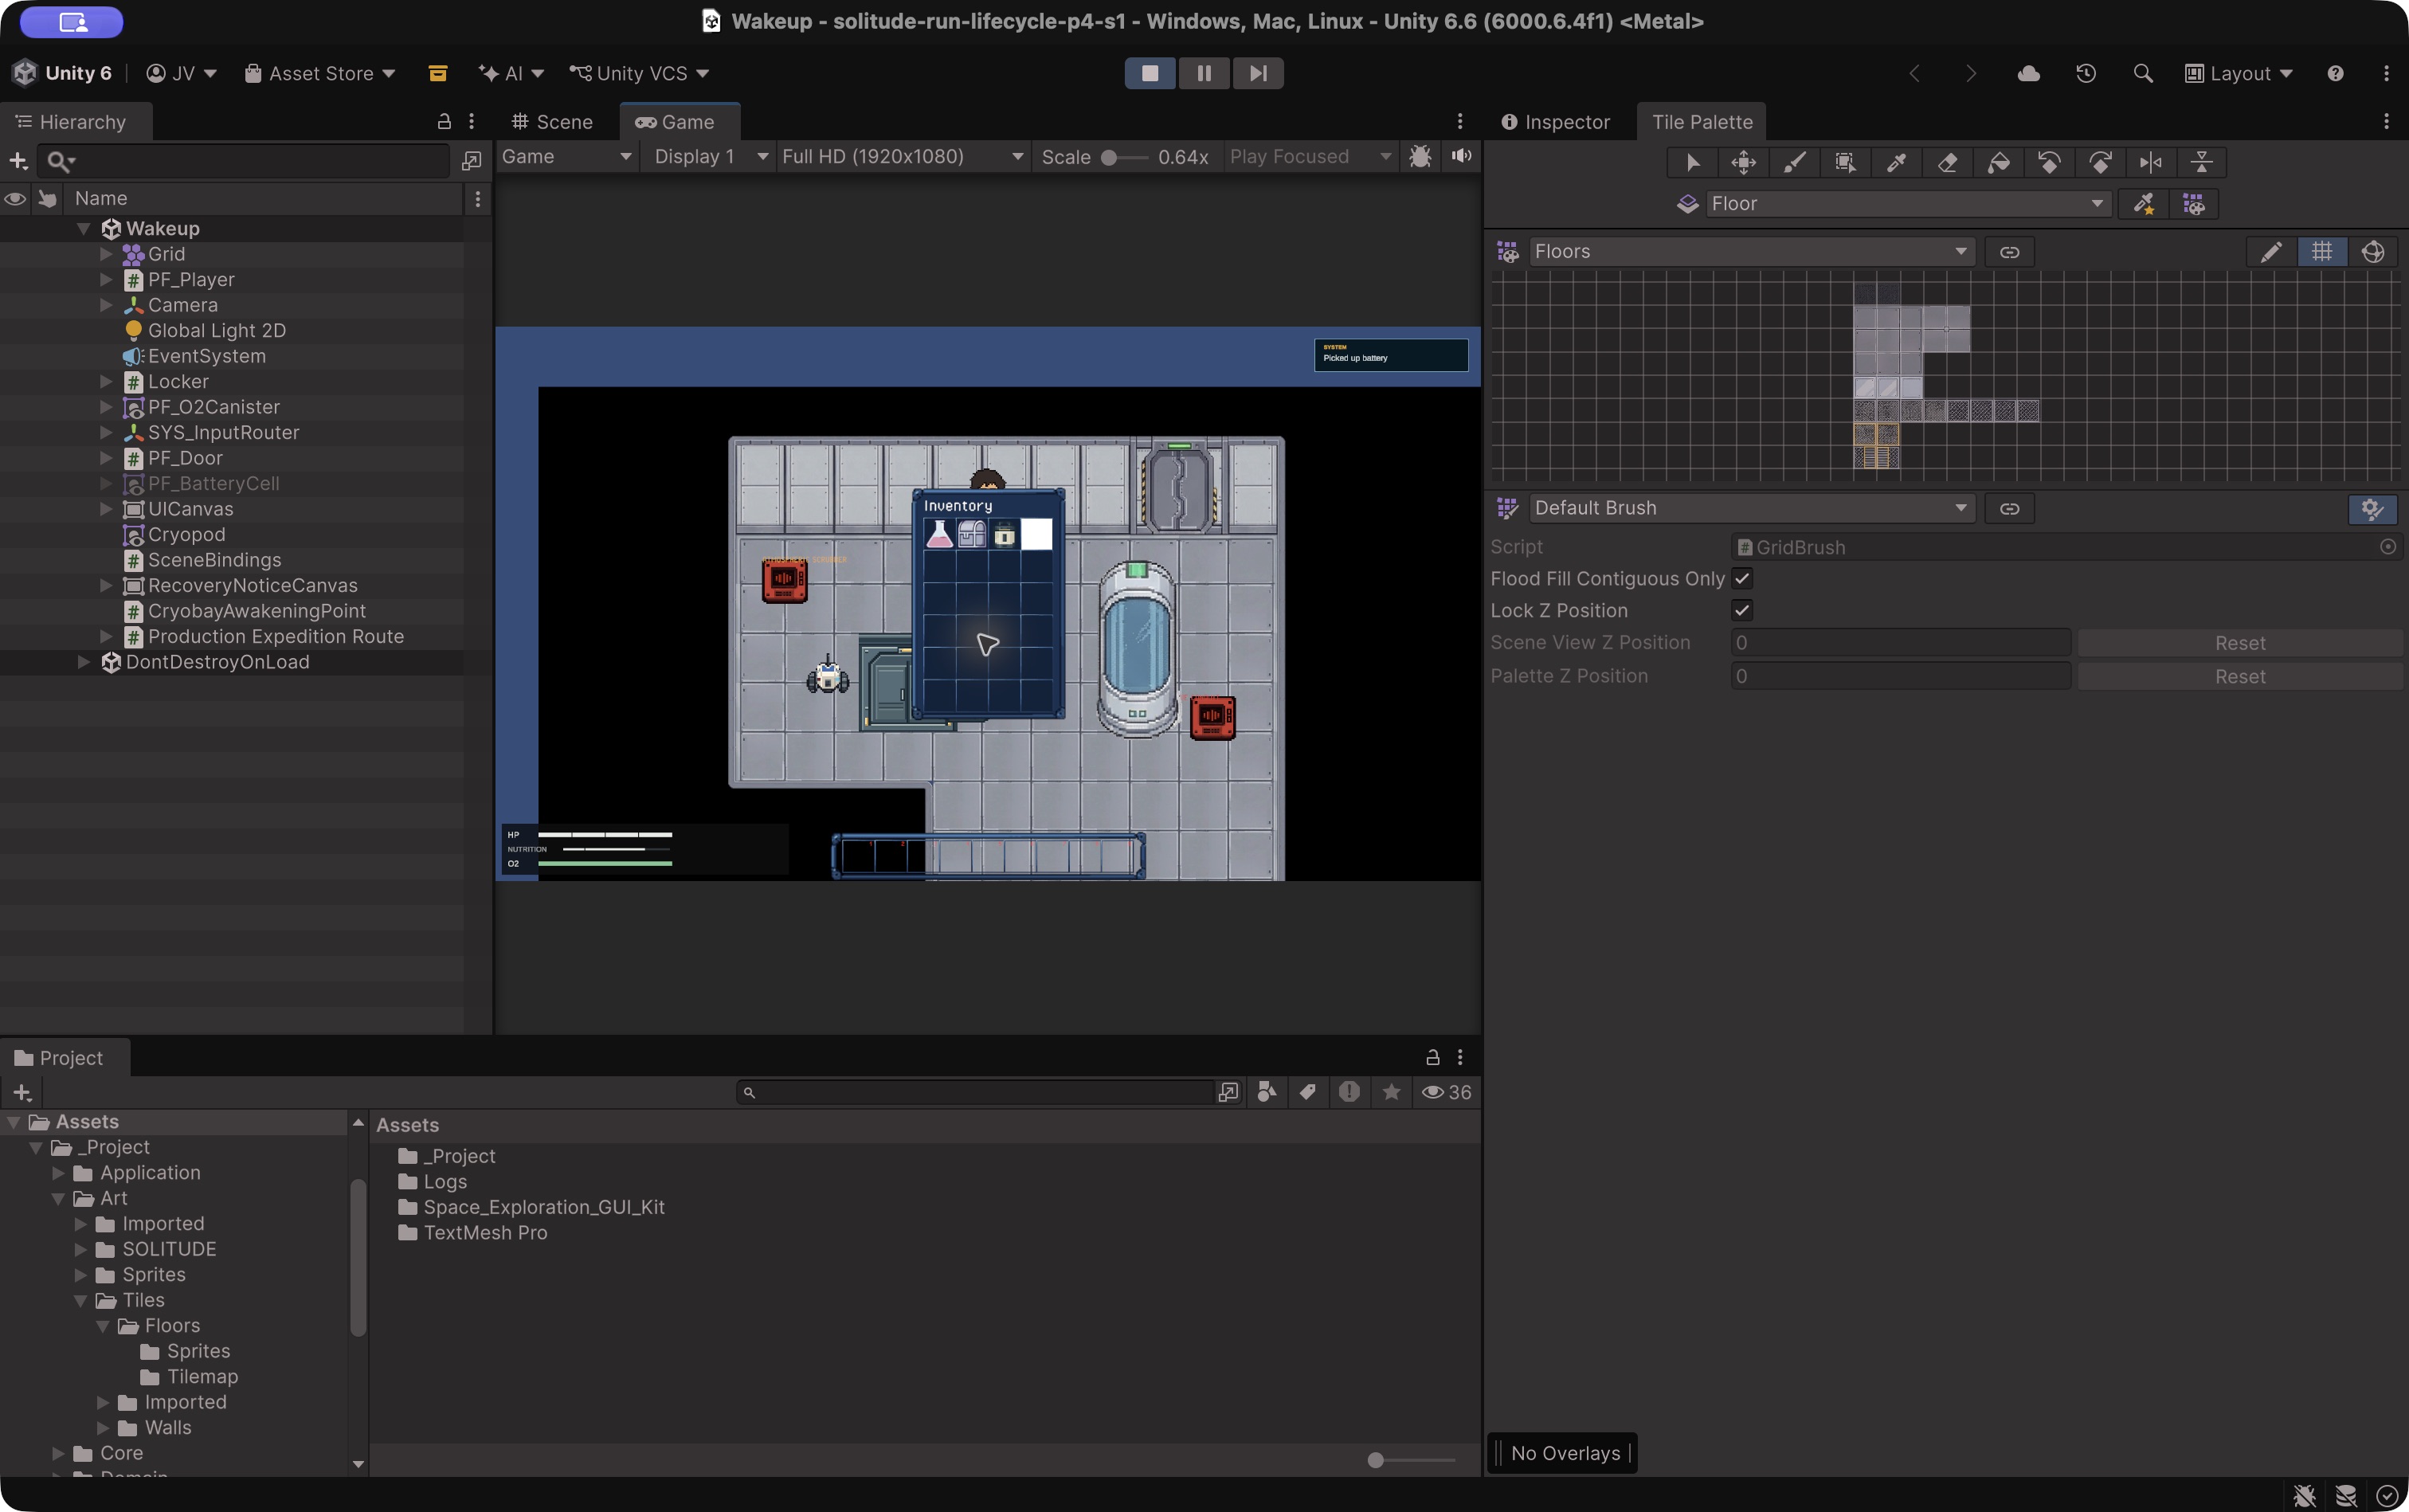 Wakeup - solitude-run-lifecycle-p4-s1 - Windows, Mac, Linux - Unity 6.6 (6000.6.4f1) <Metal>
Unity 6
JV
Asset Store
AI
Unity VCS
Layout
Hierarchy
Name
Wakeup
Grid
PF_Player
Camera
Global Light 2D
EventSystem
Locker
PF_O2Canister
SYS_InputRouter
PF_Door
PF_BatteryCell
UICanvas
Cryopod
SceneBindings
RecoveryNoticeCanvas
CryobayAwakeningPoint
Production Expedition Route
DontDestroyOnLoad
Scene
Game
Game
Display 1
Full HD (1920x1080)
Scale
0.64x
Play Focused
SYSTEM
Picked up battery
Inventory
HP
NUTRITION
O2
Inspector
Tile Palette
Floor
Floors
Default Brush
Script
GridBrush
Flood Fill Contiguous Only
Lock Z Position
Scene View Z Position
0
Reset
Palette Z Position
0
Reset
No Overlays
Project
36
Assets
_Project
Application
Art
Imported
SOLITUDE
Sprites
Tiles
Floors
Sprites
Tilemap
Imported
Walls
Core
Domain
Assets
_Project
Logs
Space_Exploration_GUI_Kit
TextMesh Pro